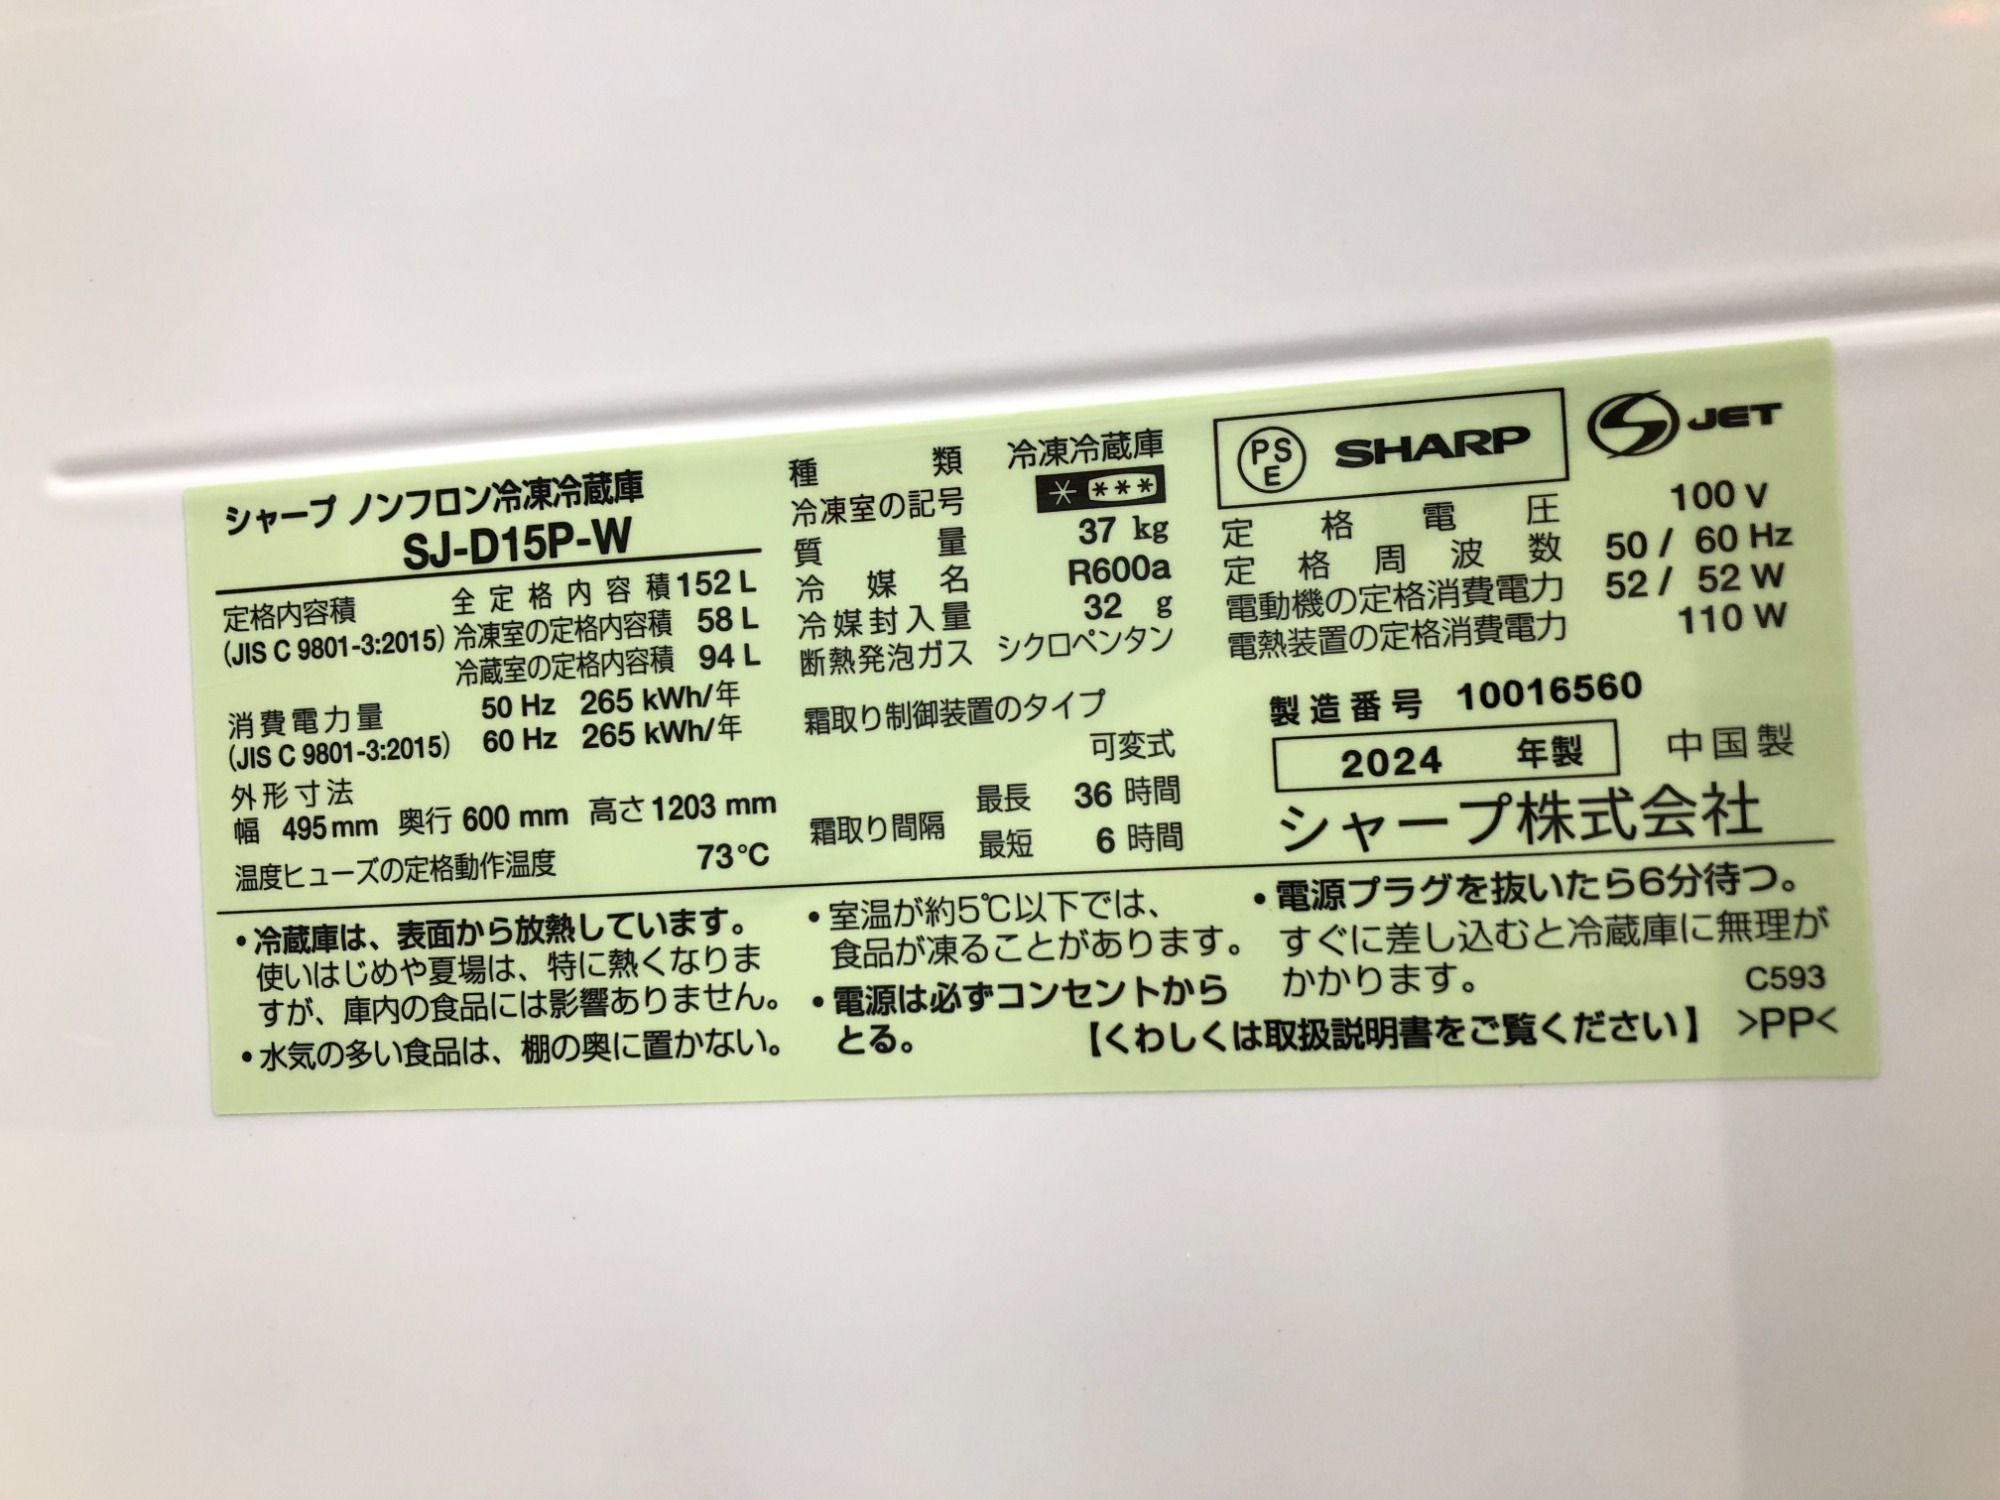 シャープ ノンフロン冷凍冷蔵庫
SJ-D15P-W
定格内容積 全定格内容積 152 L
(JIS C 9801-3:2015) 冷凍室の定格内容積 58 L
冷蔵室の定格内容積 94 L
消費電力量 50 Hz 265 kWh/年
(JIS C 9801-3:2015) 60 Hz 265 kWh/年
外形寸法
幅 495 mm 奥行 600 mm 高さ 1203 mm
温度ヒューズの定格動作温度 73℃
種類 冷凍冷蔵庫
冷凍室の記号 * ***
質量 37 kg
冷媒名 R600a
冷媒封入量 32 g
断熱発泡ガス シクロペンタン
霜取り制御装置のタイプ
可変式
霜取り間隔 最長 36 時間
最短 6 時間
PSE SHARP JET
定格電圧 100 V
定格周波数 50 / 60 Hz
電動機の定格消費電力 52 / 52 W
電熱装置の定格消費電力 110 W
製造番号 10016560
2024 年製 中国製
シャープ株式会社
・冷蔵庫は、表面から放熱しています。
使いはじめや夏場は、特に熱くなりま
すが、庫内の食品には影響ありません。
・水気の多い食品は、棚の奥に置かない。
・室温が約5℃以下では、
食品が凍ることがあります。
・電源は必ずコンセントから
とる。
・電源プラグを抜いたら6分待つ。
すぐに差し込むと冷蔵庫に無理が
かかります。
C593
【くわしくは取扱説明書をご覧ください】 >PP<